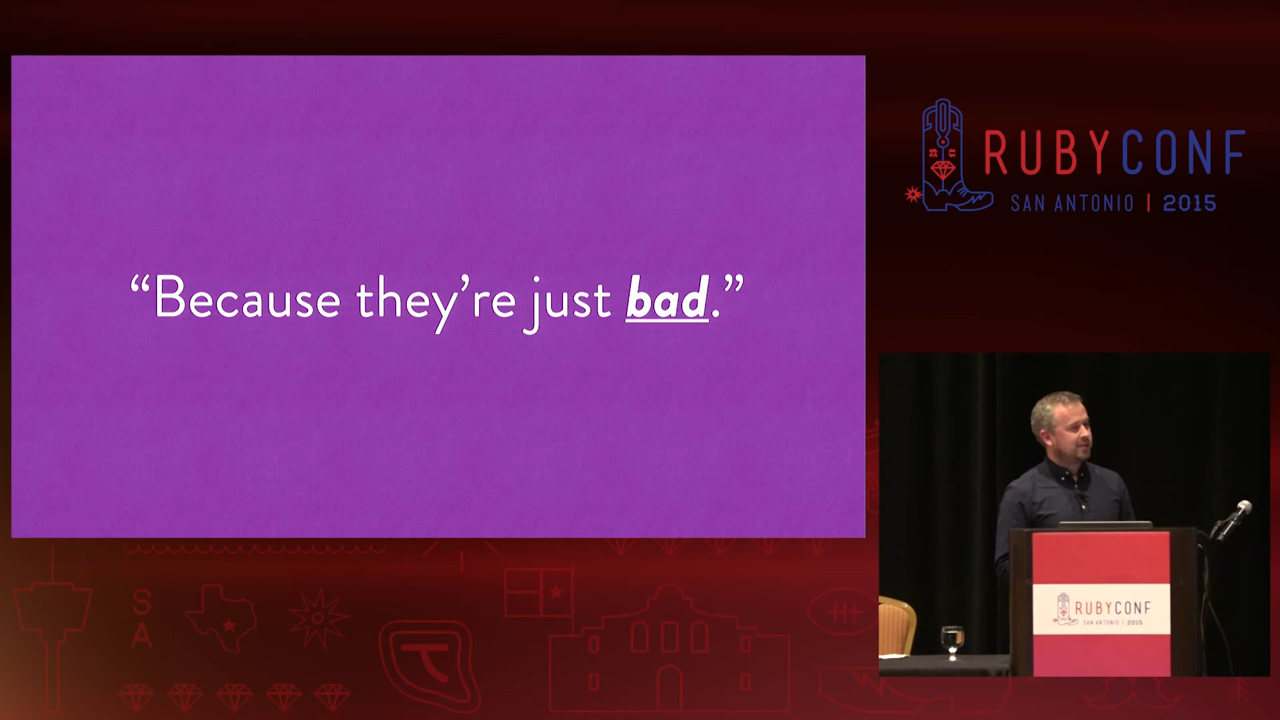 “Because they’re just bad.”
RUBYCONF
SAN ANTONIO | 2015
RUBYCONF
SAN ANTONIO | 2015
S
A